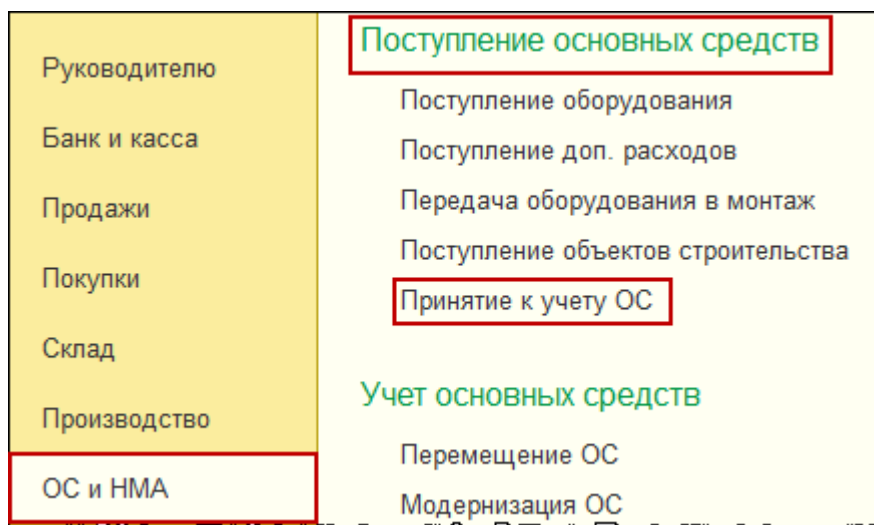 Руководителю
Банк и касса
Продажи
Покупки
Склад
Производство
ОС и НМА
Поступление основных средств
Поступление оборудования
Поступление доп. расходов
Передача оборудования в монтаж
Поступление объектов строительства
Принятие к учету ОС
Учет основных средств
Перемещение ОС
Модернизация ОС